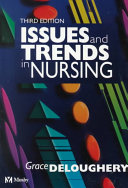 THIRD EDITION
ISSUES and
TRENDS
in NURSING
Grace
DELOUGHERY
Mosby